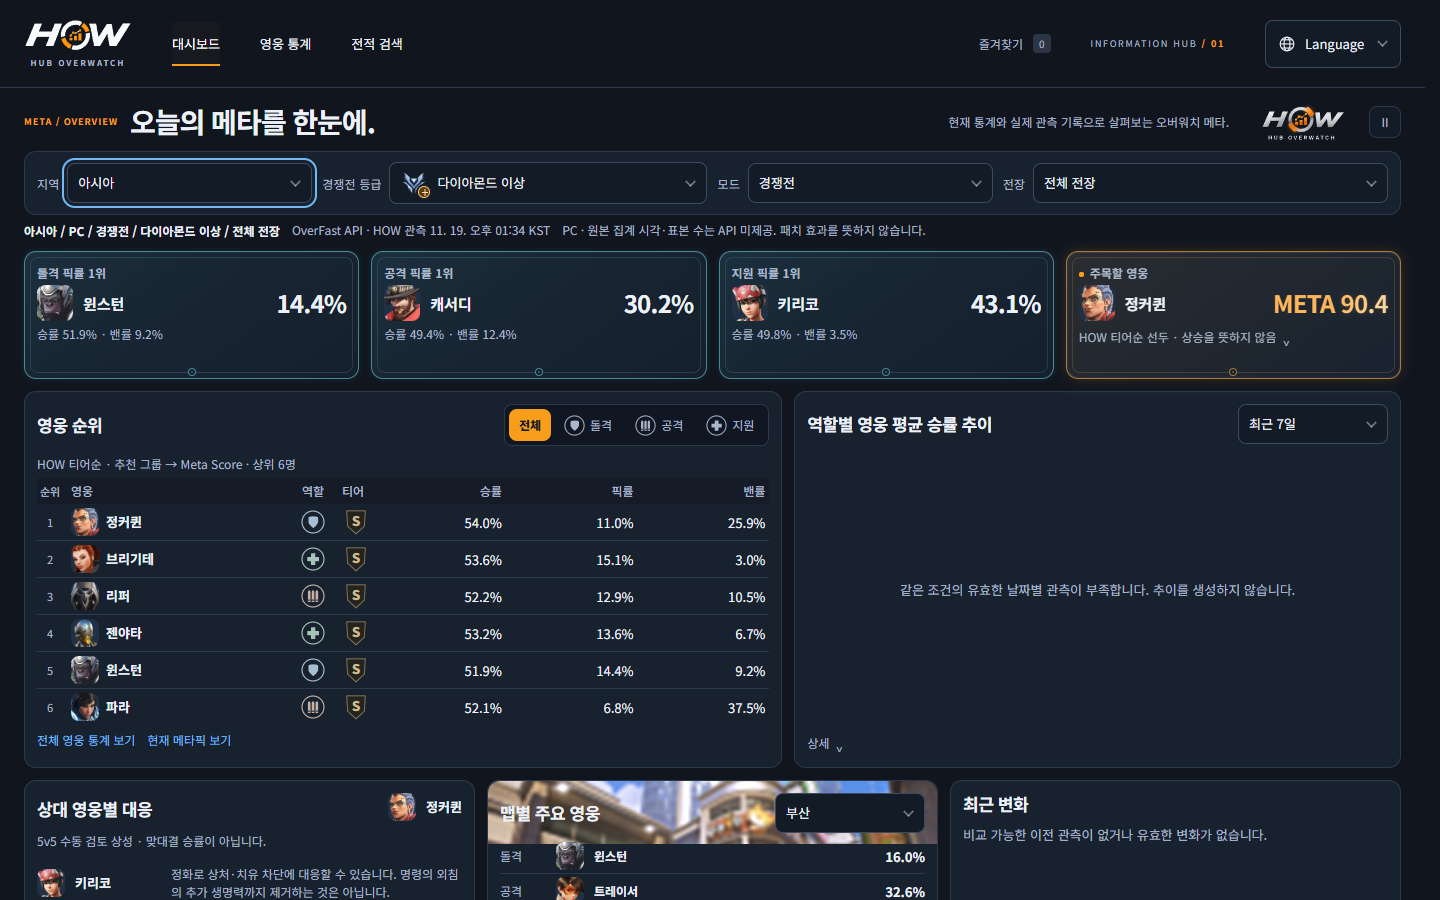 HOW
HUB OVERWATCH
대시보드 영웅 통계 전적 검색
즐겨찾기 0
INFORMATION HUB / 01
Language
META / OVERVIEW
오늘의 메타를 한눈에.
현재 통계와 실제 관측 기록으로 살펴보는 오버워치 메타.
HOW
HUB OVERWATCH
지역 아시아
경쟁전 등급 다이아몬드 이상
모드 경쟁전
전장 전체 전장
아시아 / PC / 경쟁전 / 다이아몬드 이상 / 전체 전장 OverFast API · HOW 관측 11. 19. 오후 01:34 KST PC · 원본 집계 시각·표본 수는 API 미제공. 패치 효과를 뜻하지 않습니다.
돌격 픽률 1위
윈스턴 14.4%
승률 51.9% · 밴률 9.2%
공격 픽률 1위
캐서디 30.2%
승률 49.4% · 밴률 12.4%
지원 픽률 1위
키리코 43.1%
승률 49.8% · 밴률 3.5%
주목할 영웅
정커퀸 META 90.4
HOW 티어순 선두 · 상승을 뜻하지 않음
영웅 순위
전체 돌격 공격 지원
HOW 티어순 · 추천 그룹 → Meta Score · 상위 6명
순위 영웅 역할 티어 승률 픽률 밴률
1 정커퀸 S 54.0% 11.0% 25.9%
2 브리기테 S 53.6% 15.1% 3.0%
3 리퍼 S 52.2% 12.9% 10.5%
4 젠야타 S 53.2% 13.6% 6.7%
5 윈스턴 S 51.9% 14.4% 9.2%
6 파라 S 52.1% 6.8% 37.5%
전체 영웅 통계 보기 현재 메타픽 보기
역할별 영웅 평균 승률 추이
최근 7일
같은 조건의 유효한 날짜별 관측이 부족합니다. 추이를 생성하지 않습니다.
상세
상대 영웅별 대응
정커퀸
5v5 수동 검토 상성 · 맞대결 승률이 아닙니다.
키리코
정화로 상처·치유 차단에 대응할 수 있습니다. 명령의 외침
의 추가 생명력까지 제거하는 것은 아닙니다.
맵별 주요 영웅
부산
돌격 윈스턴 16.0%
공격 트레이서 32.6%
최근 변화
비교 가능한 이전 관측이 없거나 유효한 변화가 없습니다.